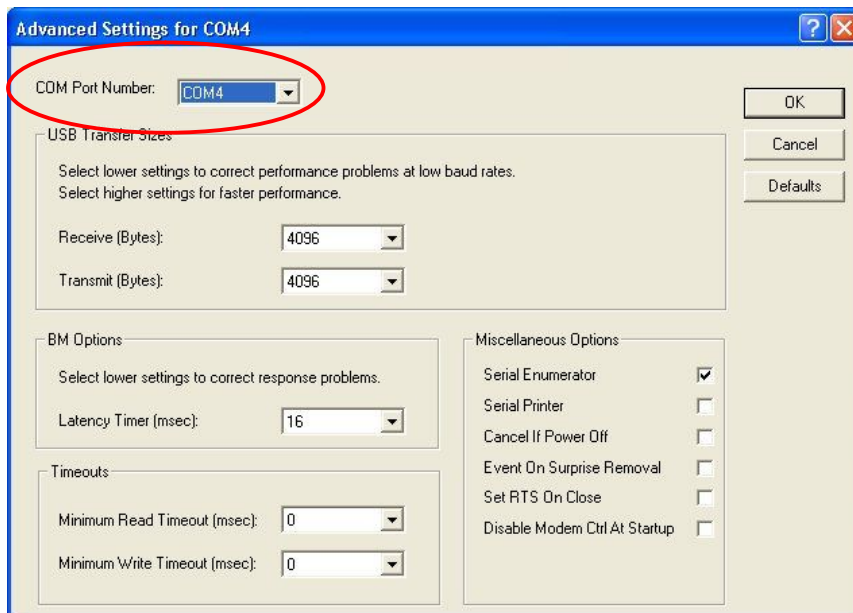 Advanced Settings for COM4
COM Port Number: COM4
OK
Cancel
Defaults
USB Transfer Sizes
Select lower settings to correct performance problems at low baud rates.
Select higher settings for faster performance.
Receive (Bytes): 4096
Transmit (Bytes): 4096
BM Options
Select lower settings to correct response problems.
Latency Timer (msec): 16
Timeouts
Minimum Read Timeout (msec): 0
Minimum Write Timeout (msec): 0
Miscellaneous Options
Serial Enumerator
Serial Printer
Cancel If Power Off
Event On Surprise Removal
Set RTS On Close
Disable Modem Ctrl At Startup